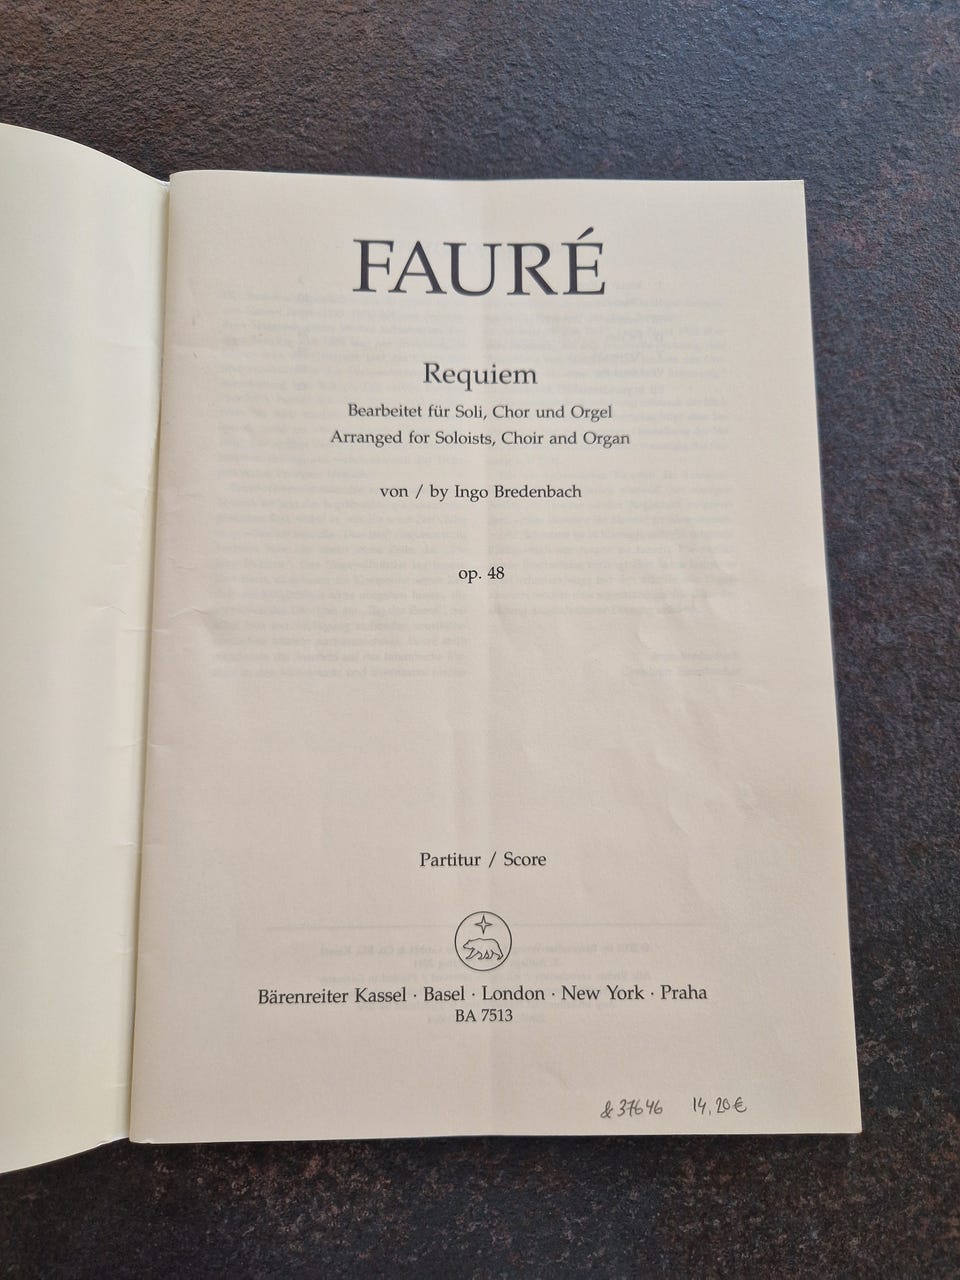 FAURÉ
Requiem
Bearbeitet für Soli, Chor und Orgel
Arranged for Soloists, Choir and Organ
von / by Ingo Bredenbach
op. 48
Partitur / Score
Bärenreiter Kassel · Basel · London · New York · Praha
BA 7513
& 37646 14,20€